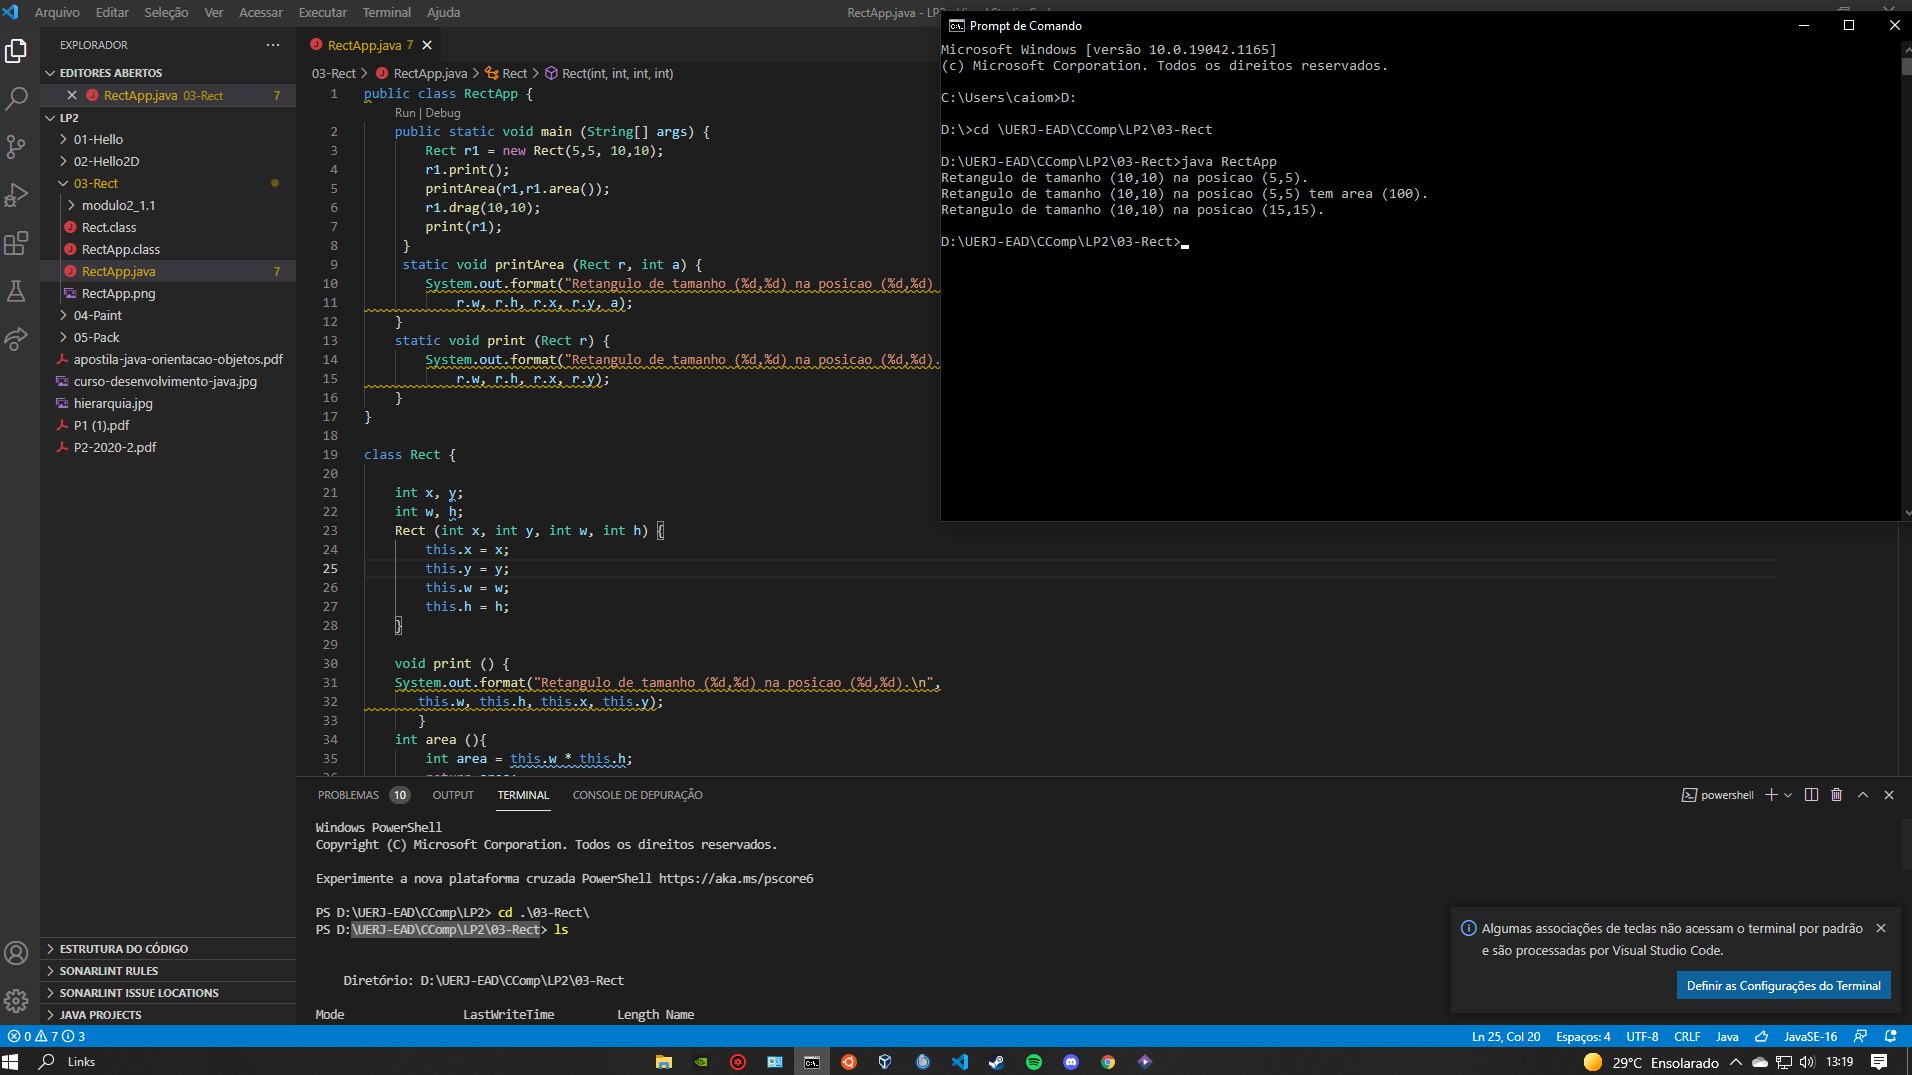 Arquivo Editar Seleção Ver Acessar Executar Terminal Ajuda
RectApp.java - LP
EXPLORADOR
EDITORES ABERTOS
RectApp.java 03-Rect 7
LP2
01-Hello
02-Hello2D
03-Rect
modulo2_1.1
Rect.class
RectApp.class
RectApp.java 7
RectApp.png
04-Paint
05-Pack
apostila-java-orientacao-objetos.pdf
curso-desenvolvimento-java.jpg
hierarquia.jpg
P1 (1).pdf
P2-2020-2.pdf
ESTRUTURA DO CÓDIGO
SONARLINT RULES
SONARLINT ISSUE LOCATIONS
JAVA PROJECTS
RectApp.java 7
03-Rect > RectApp.java > Rect > Rect(int, int, int, int)
1 public class RectApp {
Run | Debug
2 public static void main (String[] args) {
3 Rect r1 = new Rect(5,5, 10,10);
4 r1.print();
5 printArea(r1,r1.area());
6 r1.drag(10,10);
7 print(r1);
8 }
9 static void printArea (Rect r, int a) {
10 System.out.format("Retangulo de tamanho (%d,%d) na posicao (%d,%d)
11 r.w, r.h, r.x, r.y, a);
12 }
13 static void print (Rect r) {
14 System.out.format("Retangulo de tamanho (%d,%d) na posicao (%d,%d).
15 r.w, r.h, r.x, r.y);
16 }
17 }
18
19 class Rect {
20
21 int x, y;
22 int w, h;
23 Rect (int x, int y, int w, int h) {
24 this.x = x;
25 this.y = y;
26 this.w = w;
27 this.h = h;
28 }
29
30 void print () {
31 System.out.format("Retangulo de tamanho (%d,%d) na posicao (%d,%d).\n",
32 this.w, this.h, this.x, this.y);
33 }
34 int area (){
35 int area = this.w * this.h;
Prompt de Comando
Microsoft Windows [versão 10.0.19042.1165]
(c) Microsoft Corporation. Todos os direitos reservados.
C:\Users\caiom>D:
D:\>cd \UERJ-EAD\CComp\LP2\03-Rect
D:\UERJ-EAD\CComp\LP2\03-Rect>java RectApp
Retangulo de tamanho (10,10) na posicao (5,5).
Retangulo de tamanho (10,10) na posicao (5,5) tem area (100).
Retangulo de tamanho (10,10) na posicao (15,15).
D:\UERJ-EAD\CComp\LP2\03-Rect>
PROBLEMAS 10 OUTPUT TERMINAL CONSOLE DE DEPURAÇÃO
powershell
Windows PowerShell
Copyright (C) Microsoft Corporation. Todos os direitos reservados.
Experimente a nova plataforma cruzada PowerShell https://aka.ms/pscore6
PS D:\UERJ-EAD\CComp\LP2> cd .\03-Rect\
PS D:\UERJ-EAD\CComp\LP2\03-Rect> ls
Diretório: D:\UERJ-EAD\CComp\LP2\03-Rect
Mode LastWriteTime Length Name
Algumas associações de teclas não acessam o terminal por padrão
e são processadas por Visual Studio Code.
Definir as Configurações do Terminal
0 7 3
Ln 25, Col 20 Espaços: 4 UTF-8 CRLF Java JavaSE-16
Links
29°C Ensolarado 13:19